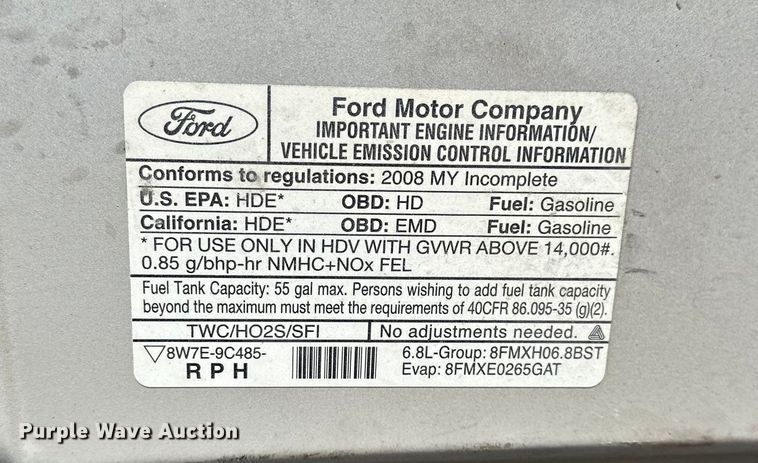 Ford
Ford Motor Company
IMPORTANT ENGINE INFORMATION/
VEHICLE EMISSION CONTROL INFORMATION
Conforms to regulations: 2008 MY Incomplete
U.S. EPA: HDE* OBD: HD Fuel: Gasoline
California: HDE* OBD: EMD Fuel: Gasoline
* FOR USE ONLY IN HDV WITH GVWR ABOVE 14,000#.
0.85 g/bhp-hr NMHC+NOx FEL
Fuel Tank Capacity: 55 gal max. Persons wishing to add fuel tank capacity
beyond the maximum must meet the requirements of 40CFR 86.095-35 (g)(2).
TWC/HO2S/SFI No adjustments needed.
8W7E-9C485- 6.8L-Group: 8FMXH06.8BST
RPH Evap: 8FMXE0265GAT
Purple Wave Auction
Purple Wave Auction